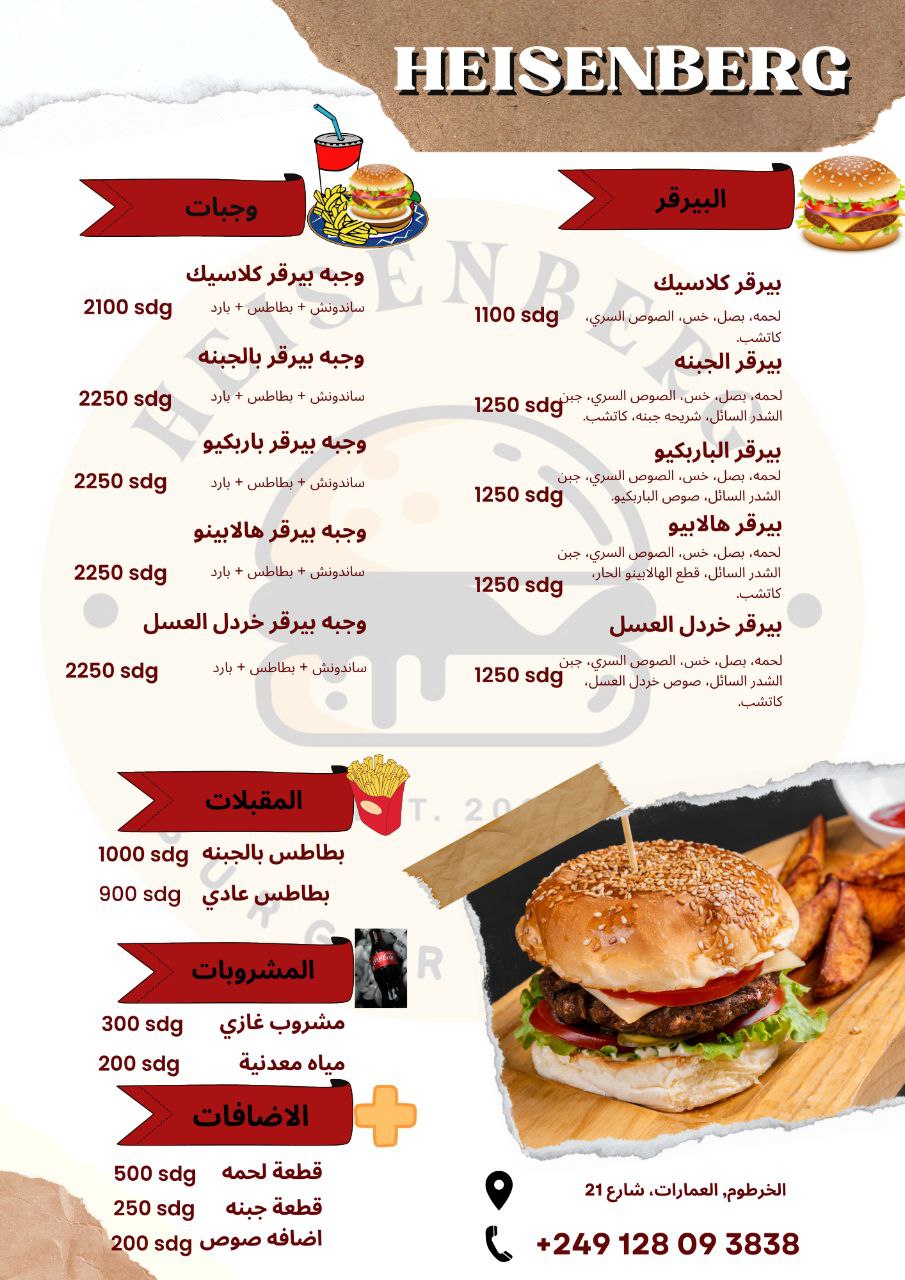 HEISENBERG
البيرقر
بيرقر كلاسيك
لحمه، بصل، خس، الصوص السري،
كاتشب.
1100 sdg
بيرقر الجبنه
لحمه، بصل، خس، الصوص السري، جبن
الشدر السائل، شريحه جبنه، كاتشب.
1250 sdg
بيرقر الباربكيو
لحمه، بصل، خس، الصوص السري، جبن
الشدر السائل، صوص الباربكيو.
1250 sdg
بيرقر هالابيو
لحمه، بصل، خس، الصوص السري، جبن
الشدر السائل، قطع الهالابينو الحار،
كاتشب.
1250 sdg
بيرقر خردل العسل
لحمه، بصل، خس، الصوص السري، جبن
الشدر السائل، صوص خردل العسل،
كاتشب.
1250 sdg
وجبات
وجبه بيرقر كلاسيك
ساندونش + بطاطس + بارد
2100 sdg
وجبه بيرقر بالجبنه
ساندونش + بطاطس + بارد
2250 sdg
وجبه بيرقر باربكيو
ساندونش + بطاطس + بارد
2250 sdg
وجبه بيرقر هالابينو
ساندونش + بطاطس + بارد
2250 sdg
وجبه بيرقر خردل العسل
ساندونش + بطاطس + بارد
2250 sdg
HEISENBERG
المقبلات
بطاطس بالجبنه 1000 sdg
بطاطس عادي 900 sdg
المشروبات
مشروب غازي 300 sdg
مياه معدنية 200 sdg
الاضافات
قطعة لحمه 500 sdg
قطعة جبنه 250 sdg
اضافه صوص 200 sdg
الخرطوم, العمارات، شارع 21
+249 128 09 3838